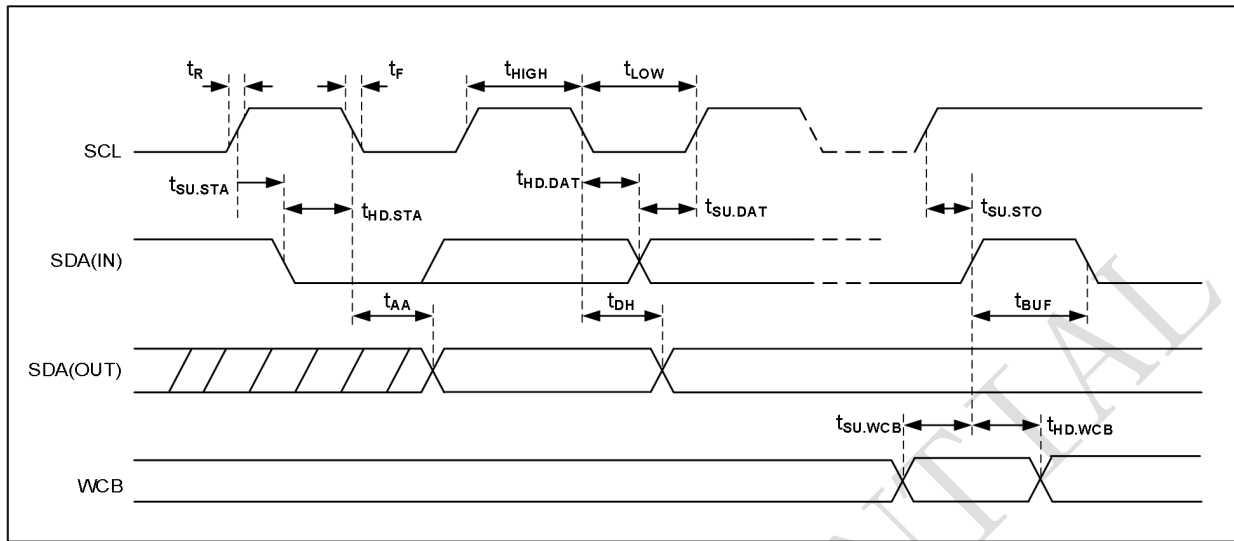 tR tF tHIGH tLOW
SCL
tSU.STA tHD.STA tHD.DAT tSU.DAT tSU.STO
SDA(IN)
tAA tDH tBUF
SDA(OUT)
tSU.WCB tHD.WCB
WCB
NTIAL